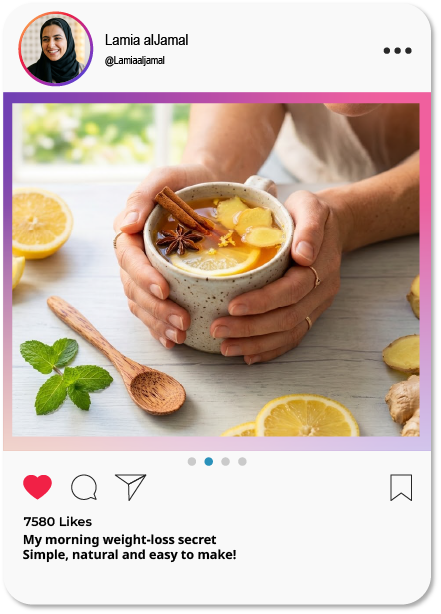 Lamia alJamal
@Lamiaaljamal
7580 Likes
My morning weight-loss secret
Simple, natural and easy to make!